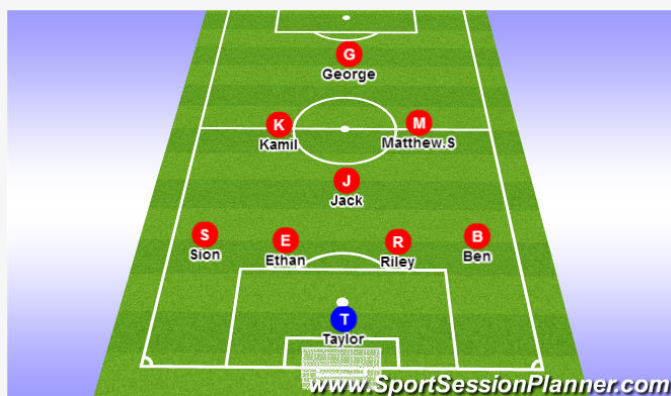 G
George
K
Kamil
M
Matthew.S
J
Jack
S
Sion
E
Ethan
R
Riley
B
Ben
T
Taylor
www.SportSessionPlanner.com